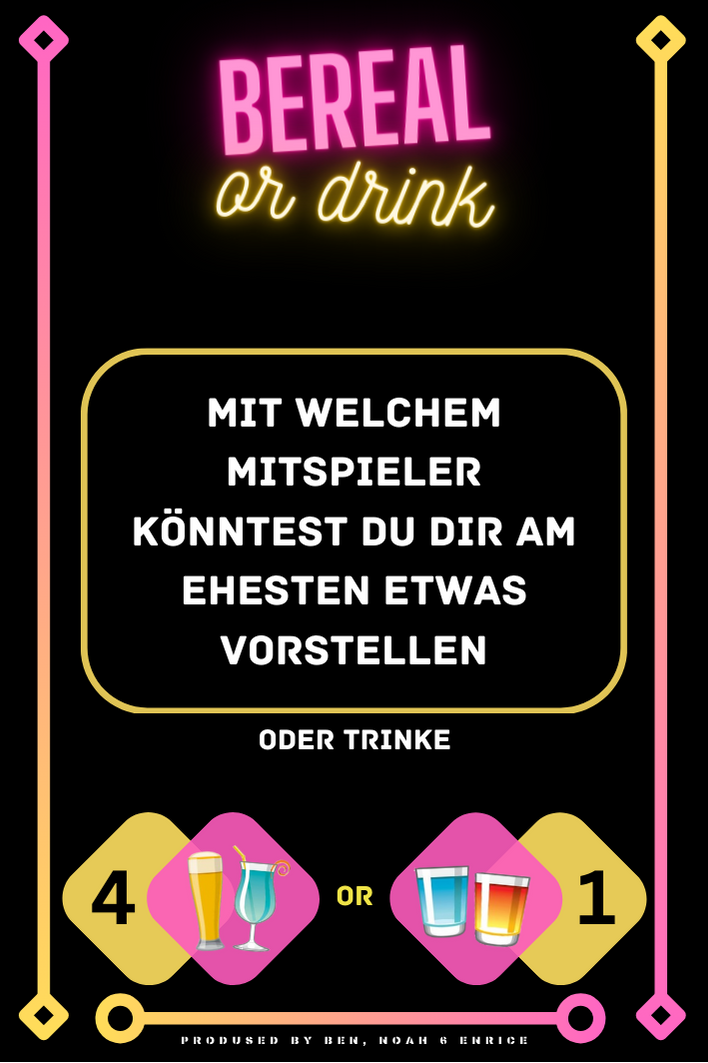 BEREAL
or drink
MIT WELCHEM
MITSPIELER
KÖNNTEST DU DIR AM
EHESTEN ETWAS
VORSTELLEN
ODER TRINKE
4 OR 1
PRODUSED BY BEN, NOAH 6 ENRICE